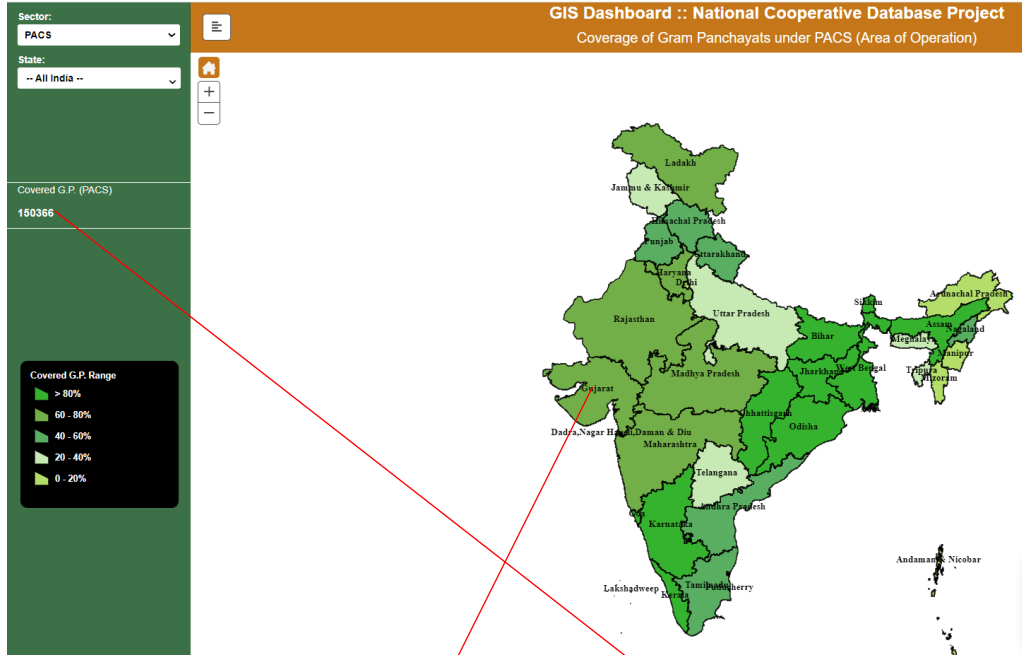 Sector:
PACS
State:
-- All India --
GIS Dashboard :: National Cooperative Database Project
Coverage of Gram Panchayats under PACS (Area of Operation)
+
−
Covered G.P. (PACS)
150366
Covered G.P. Range
> 80%
60 - 80%
40 - 60%
20 - 40%
0 - 20%
Ladakh
Jammu & Kashmir
Himachal Pradesh
Punjab
Uttarakhand
Haryana
Delhi
Rajasthan
Uttar Pradesh
Sikkim
Arunachal Pradesh
Assam
Nagaland
Bihar
Meghalaya
Manipur
Jharkhand
West Bengal
Tripura
Mizoram
Madhya Pradesh
Gujarat
Chhattisgarh
Odisha
Dadra,Nagar Haveli,Daman & Diu
Maharashtra
Telangana
Andhra Pradesh
Goa
Karnataka
Andaman & Nicobar
Lakshadweep
Kerala
Tamilnadu
Puducherry